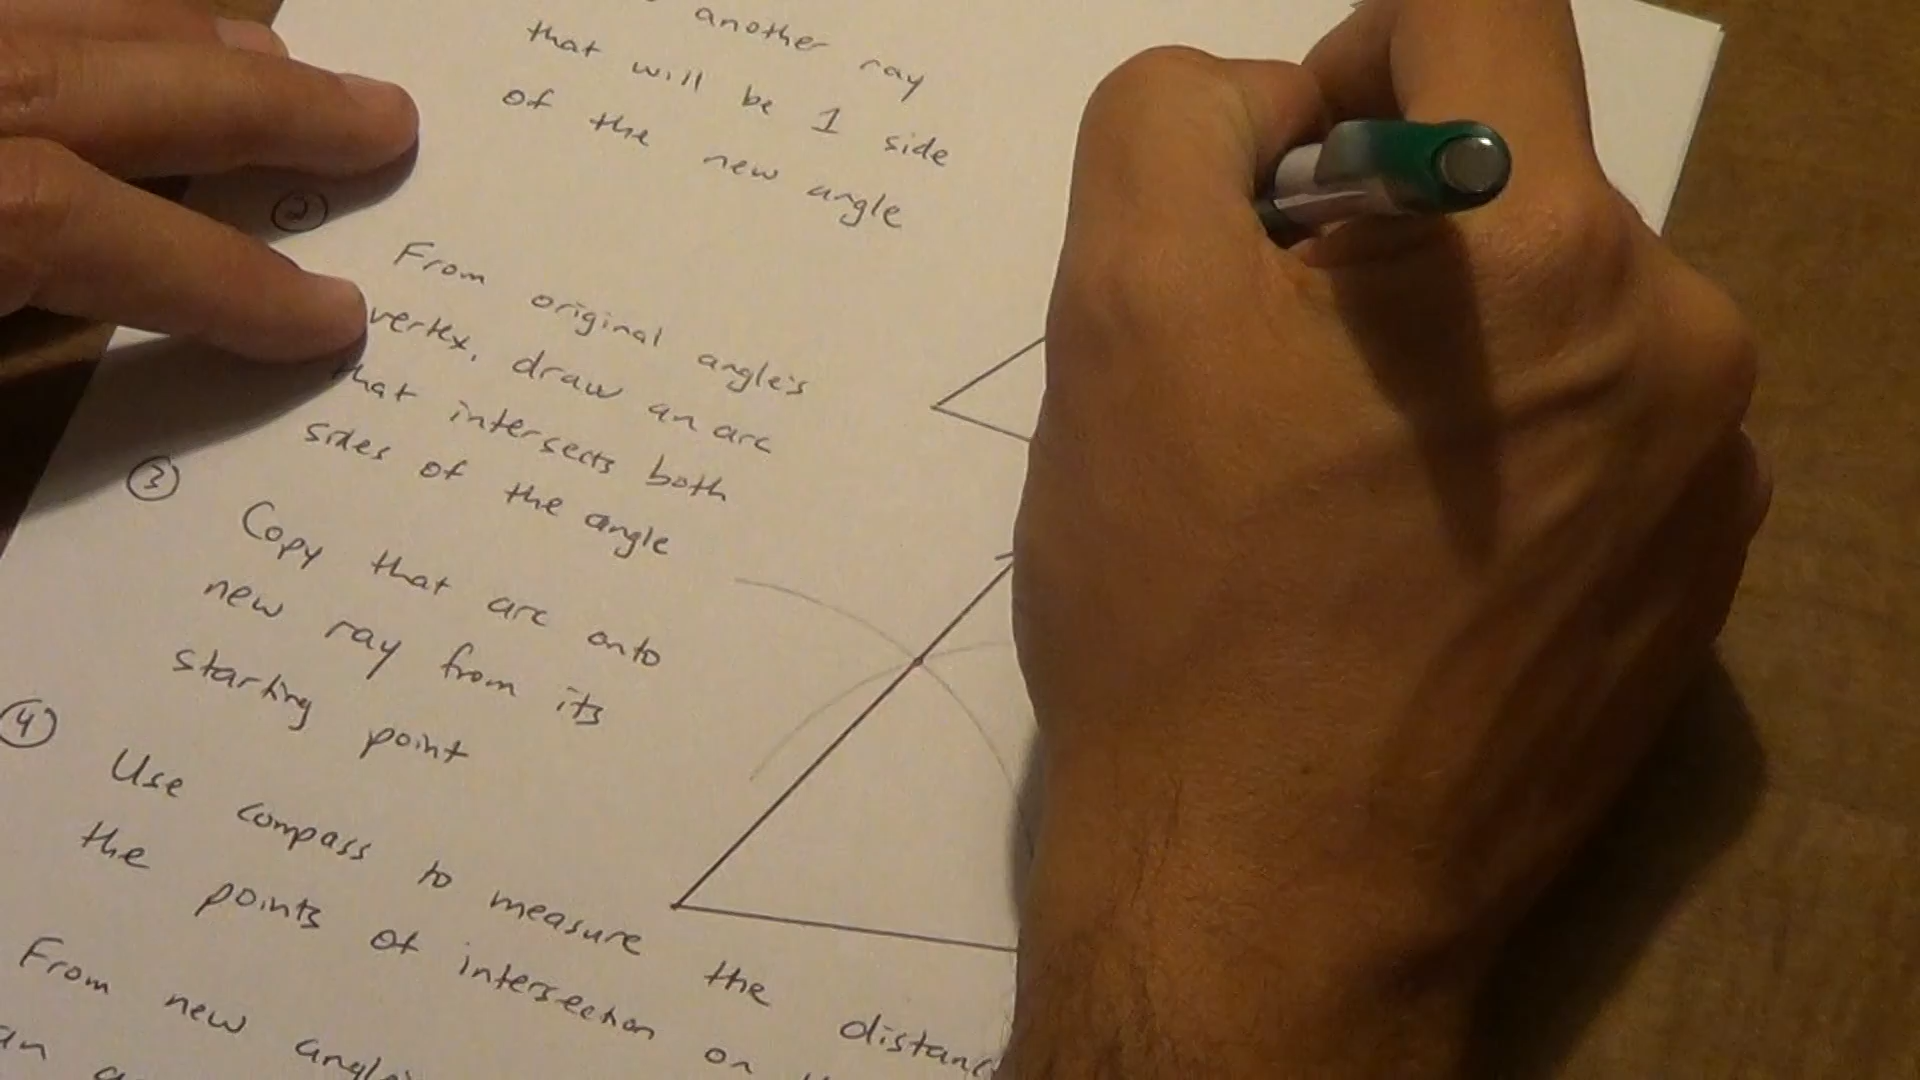 another ray
that will be 1 side
of the new angle
2
From original angle's
vertex, draw an arc
that intersects both
sides of the angle
3
Copy that arc onto
new ray from its
starting point
4
Use compass to measure the
the points of intersection on
From new
an